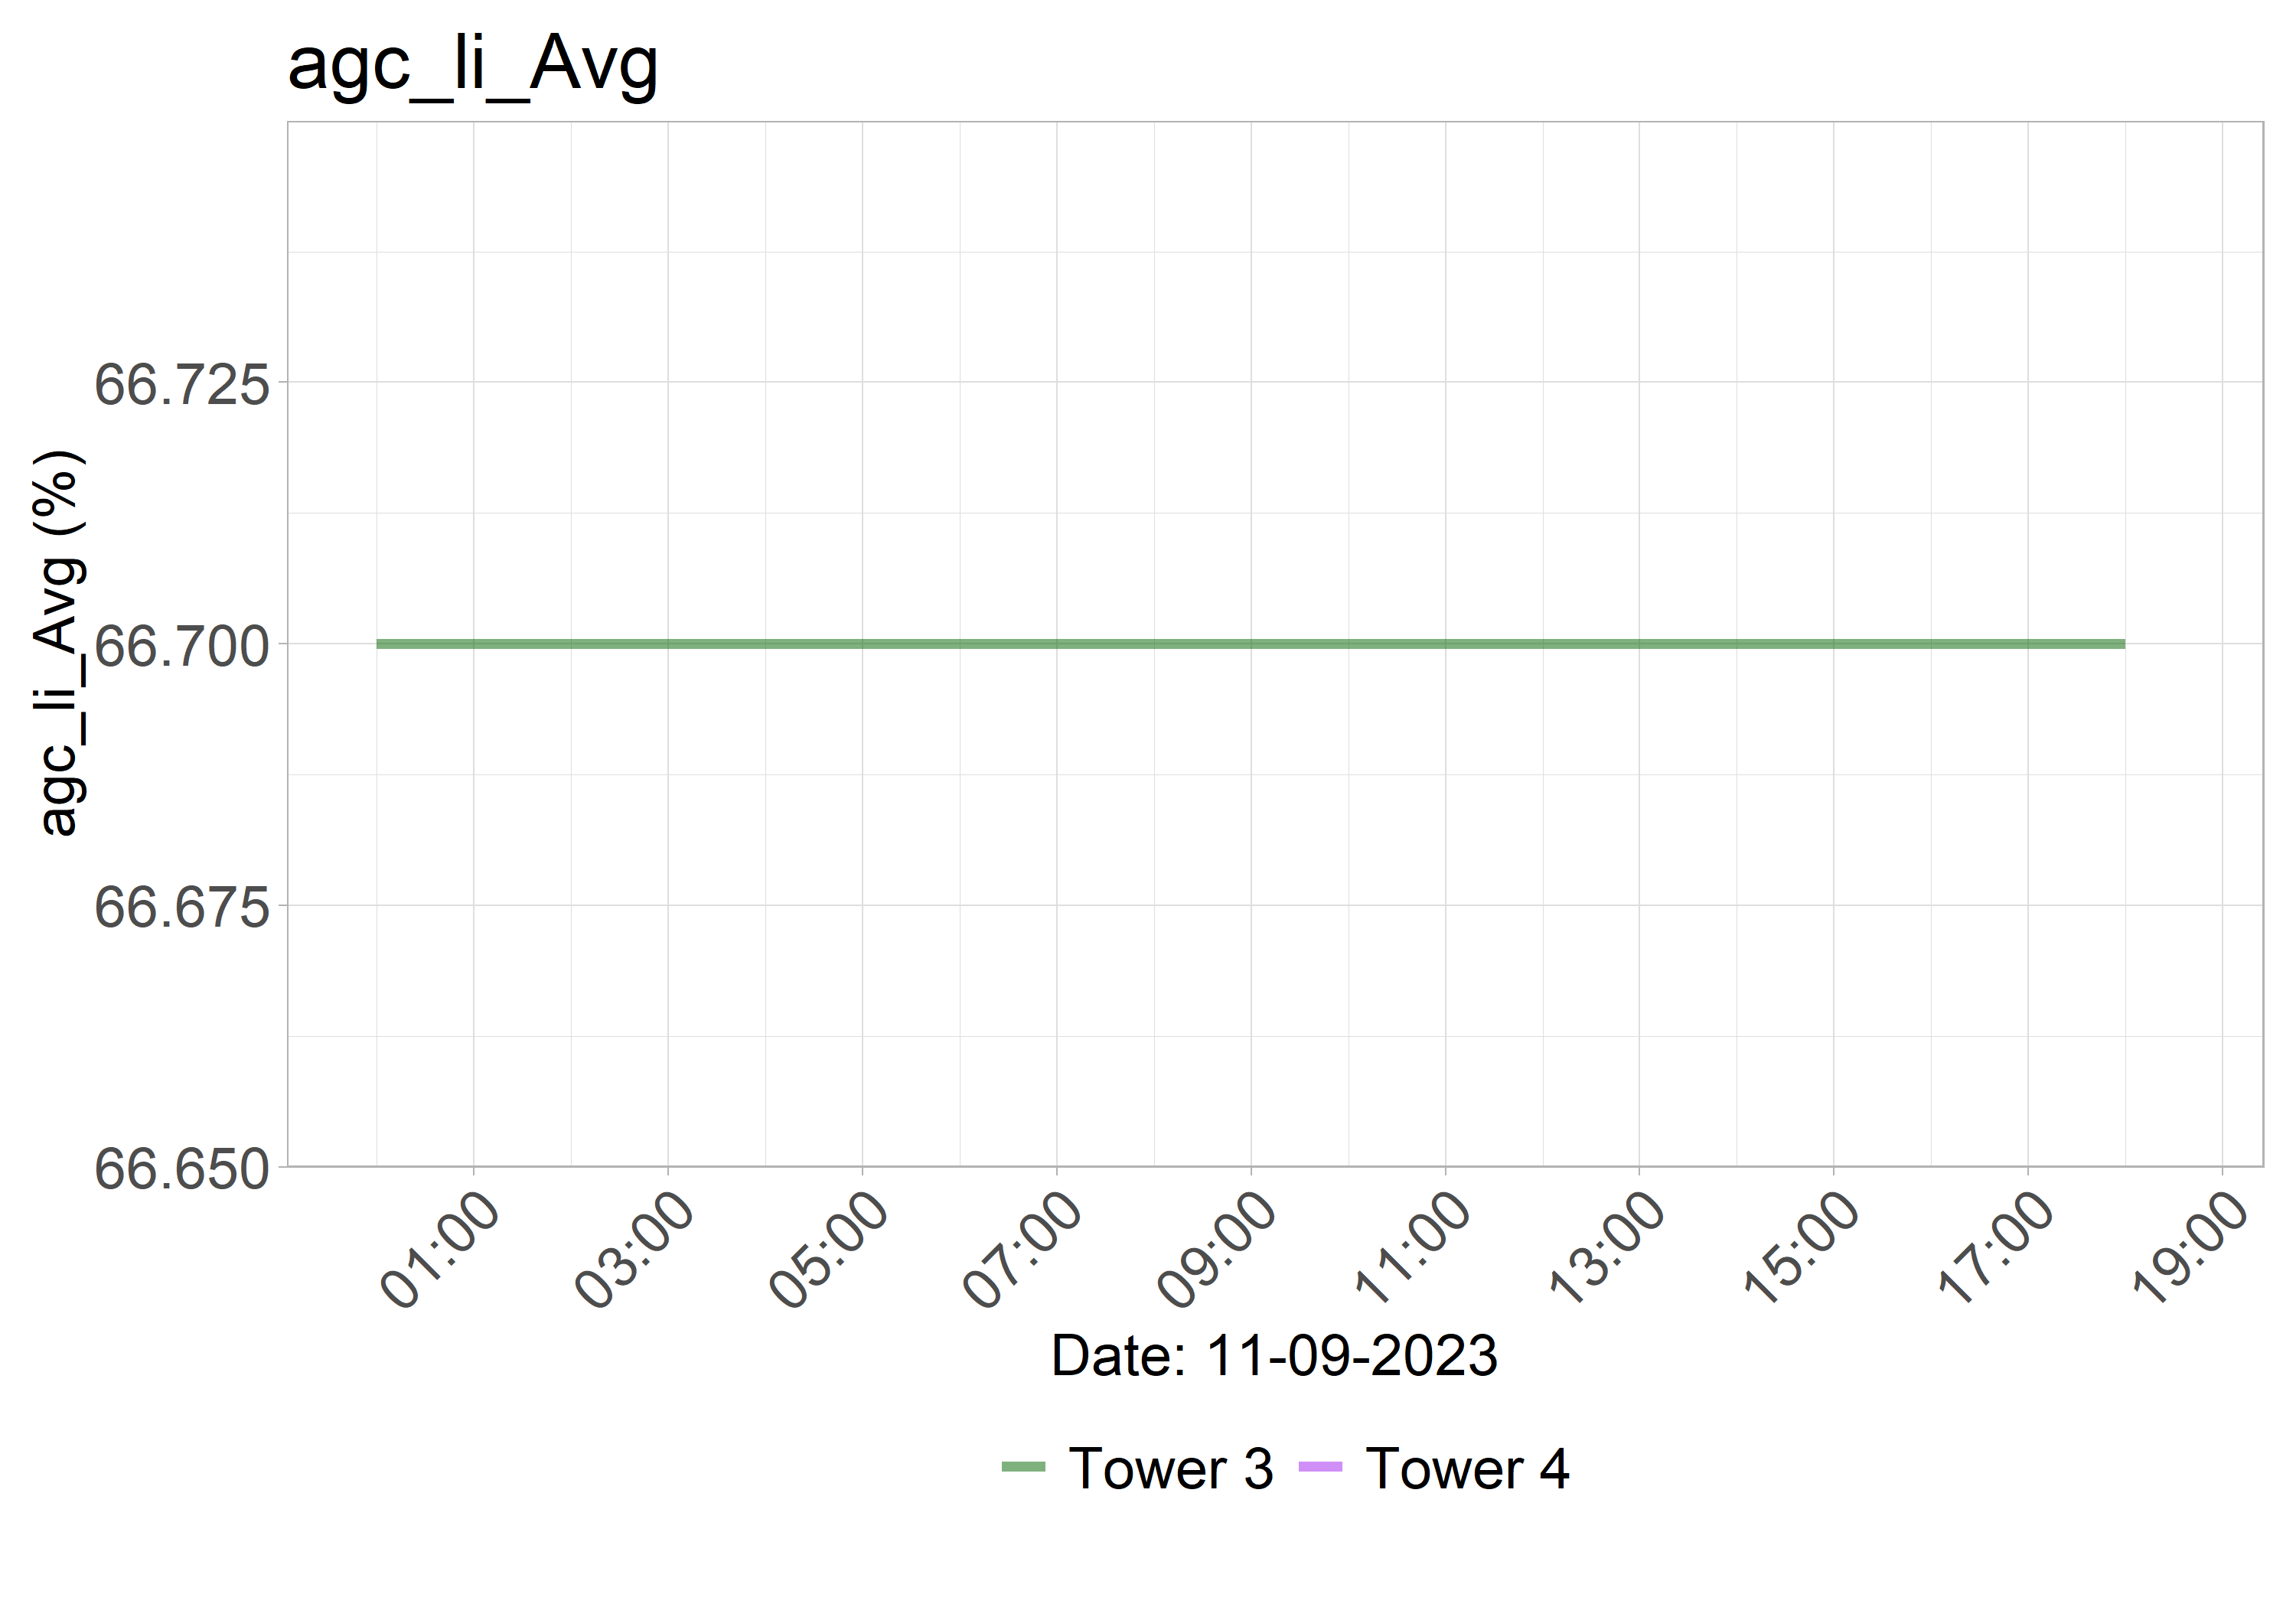 agc_li_Avg
agc_li_Avg (%)
66.725
66.700
66.675
66.650
01:00 03:00 05:00 07:00 09:00 11:00 13:00 15:00 17:00 19:00
Date: 11-09-2023
Tower 3 Tower 4